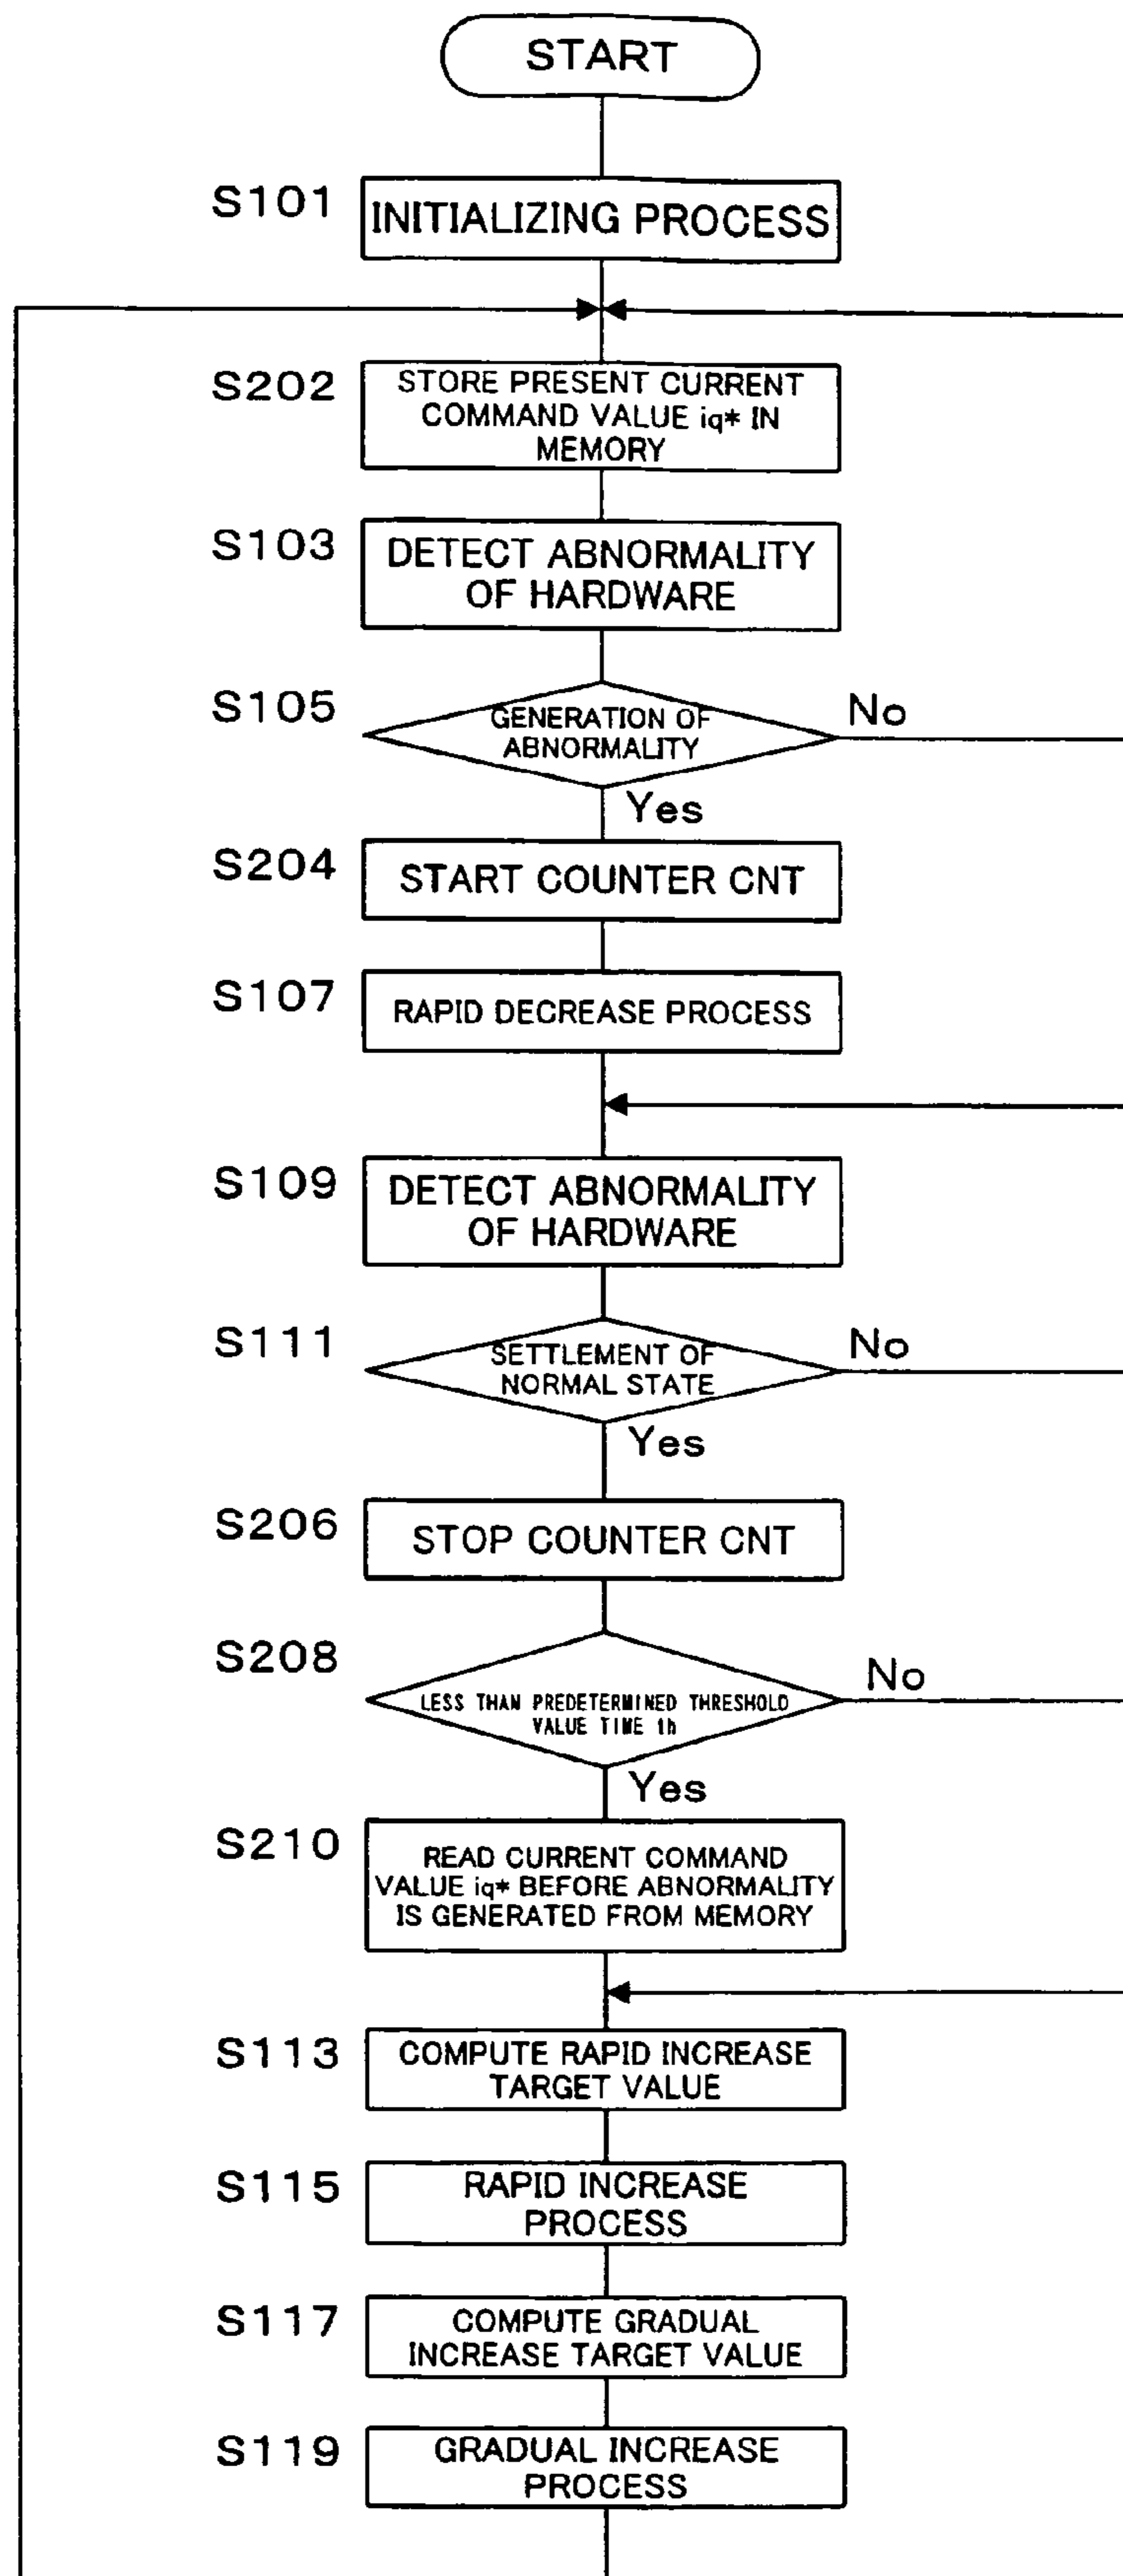 START
S101
INITIALIZING PROCESS
S202
STORE PRESENT CURRENT
COMMAND VALUE iq* IN
MEMORY
S103
DETECT ABNORMALITY
OF HARDWARE
S105
GENERATION OF
ABNORMALITY
No
Yes
S204
START COUNTER CNT
S107
RAPID DECREASE PROCESS
S109
DETECT ABNORMALITY
OF HARDWARE
S111
SETTLEMENT OF
NORMAL STATE
No
Yes
S206
STOP COUNTER CNT
S208
LESS THAN PREDETERMINED THRESHOLD
VALUE TIME th
No
Yes
S210
READ CURRENT COMMAND
VALUE iq* BEFORE ABNORMALITY
IS GENERATED FROM MEMORY
S113
COMPUTE RAPID INCREASE
TARGET VALUE
S115
RAPID INCREASE
PROCESS
S117
COMPUTE GRADUAL
INCREASE TARGET VALUE
S119
GRADUAL INCREASE
PROCESS